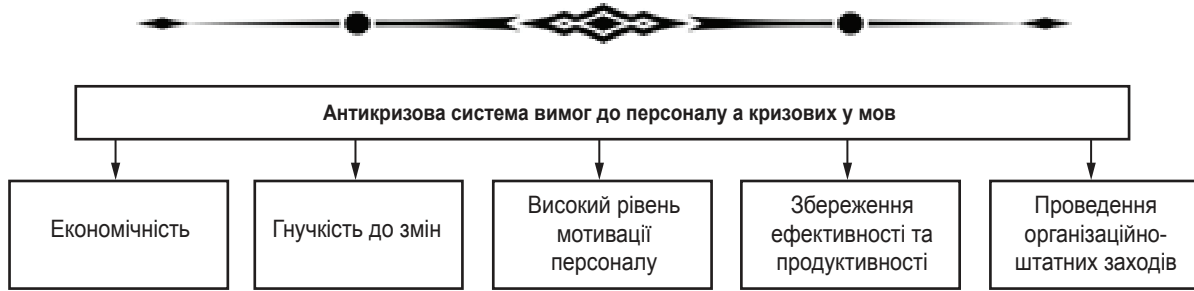 Антикризова система вимог до персоналу а кризових у мов
Економічність
Гнучкість до змін
Високий рівень
мотивації
персоналу
Збереження
ефективності та
продуктивності
Проведення
організаційно-
штатних заходів